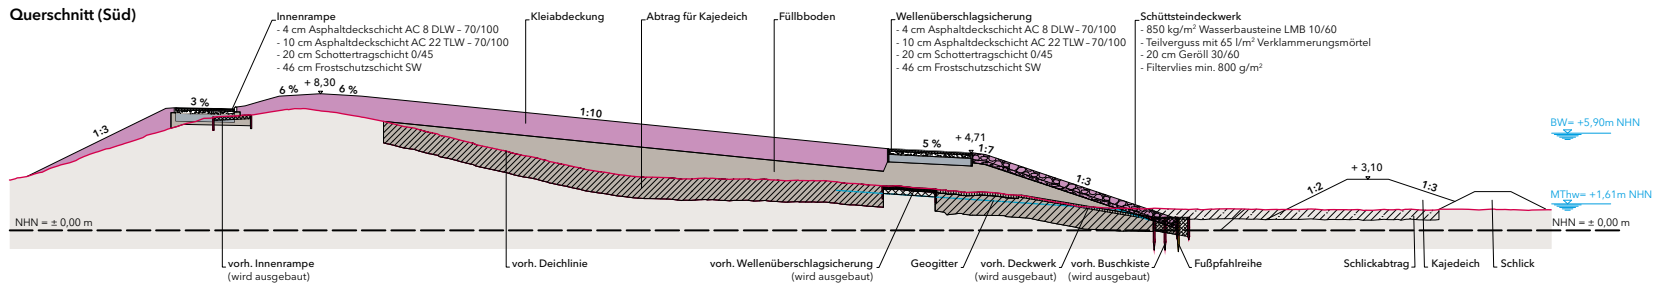 Querschnitt (Süd)
Innenrampe
- 4 cm Asphaltdeckschicht AC 8 DLW – 70/100
- 10 cm Asphaltdeckschicht AC 22 TLW – 70/100
- 20 cm Schottertragschicht 0/45
- 46 cm Frostschutzschicht SW
Kleiabdeckung
Abtrag für Kajedeich
Füllboden
Wellenüberschlagsicherung
- 4 cm Asphaltdeckschicht AC 8 DLW – 70/100
- 10 cm Asphaltdeckschicht AC 22 TLW – 70/100
- 20 cm Schottertragschicht 0/45
- 46 cm Frostschutzschicht SW
Schüttsteindeckwerk
- 850 kg/m² Wasserbausteine LMB 10/60
- Teilverguss mit 65 l/m² Verklammerungsmörtel
- 20 cm Geröll 30/60
- Filtervlies min. 800 g/m²
1:3
3 %
6 %
+ 8,30
6 %
1:10
5 %
+ 4,71
1:7
1:3
1:2
+ 3,10
1:3
BW= +5,90m NHN
MThw= +1,61m NHN
NHN = ± 0,00 m
NHN = ± 0,00 m
vorh. Innenrampe
(wird ausgebaut)
vorh. Deichlinie
vorh. Wellenüberschlagsicherung
(wird ausgebaut)
Geogitter
vorh. Deckwerk
(wird ausgebaut)
vorh. Buschkiste
(wird ausgebaut)
Fußpfahlreihe
Schlickabtrag
Kajedeich
Schlick